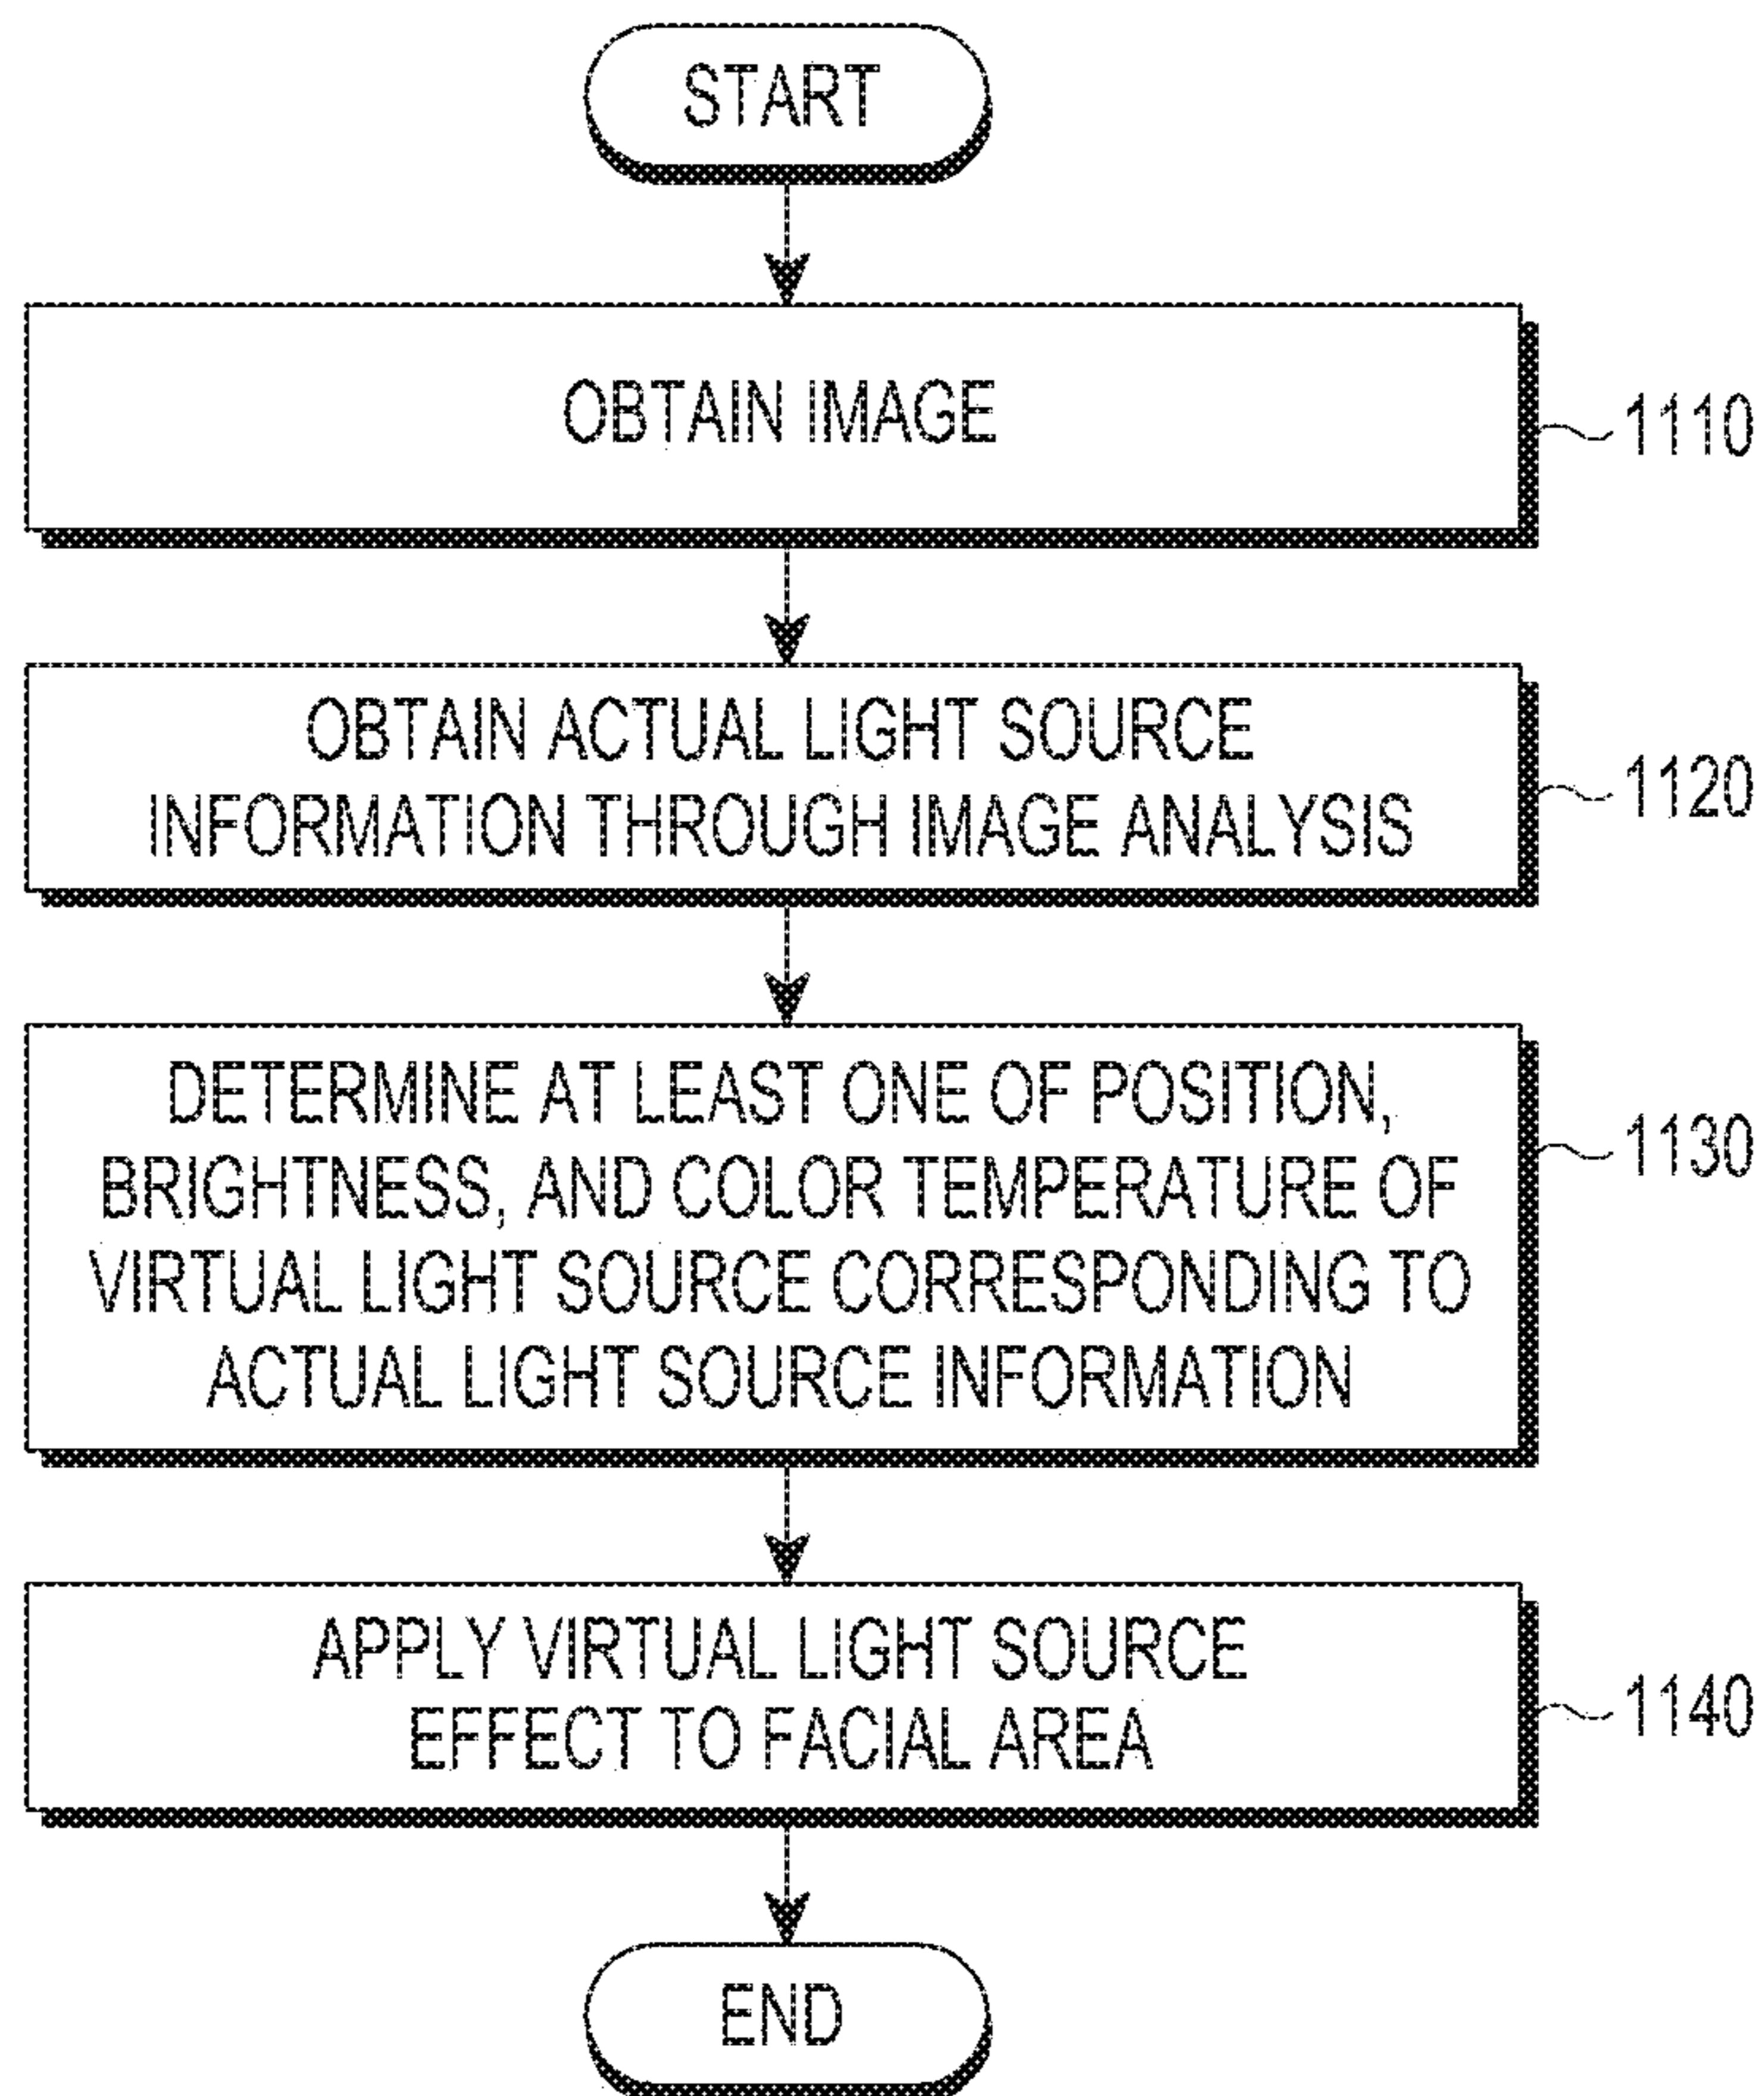 START
OBTAIN IMAGE
1110
OBTAIN ACTUAL LIGHT SOURCE
INFORMATION THROUGH IMAGE ANALYSIS
1120
DETERMINE AT LEAST ONE OF POSITION,
BRIGHTNESS, AND COLOR TEMPERATURE OF
VIRTUAL LIGHT SOURCE CORRESPONDING TO
ACTUAL LIGHT SOURCE INFORMATION
1130
APPLY VIRTUAL LIGHT SOURCE
EFFECT TO FACIAL AREA
1140
END